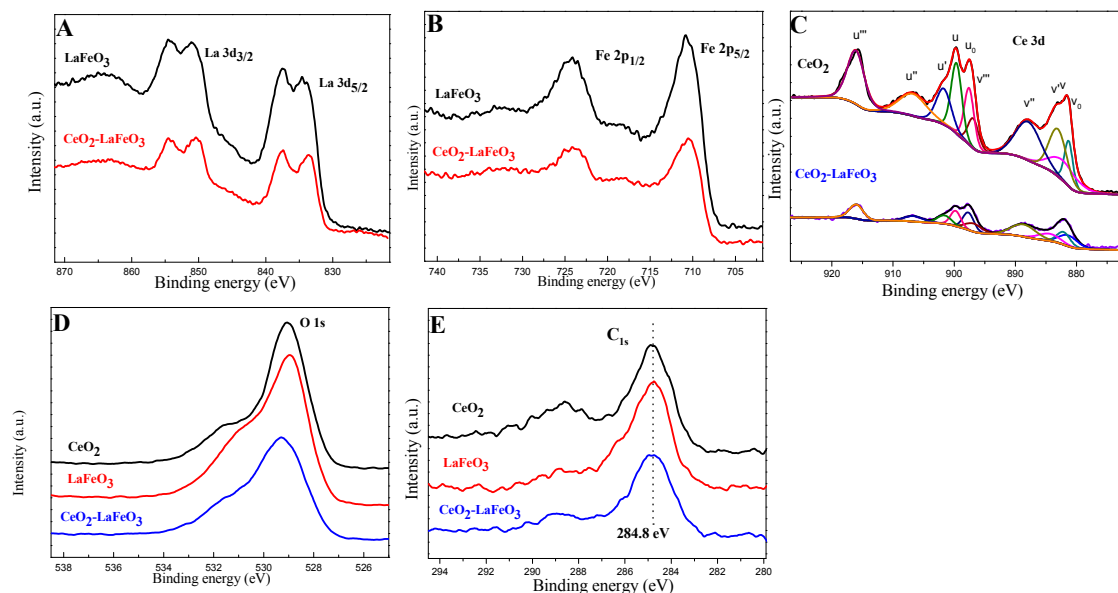 A
La 3d3/2
La 3d5/2
LaFeO3
CeO2-LaFeO3
Intensity (a.u.)
870 860 850 840 830
Binding energy (eV)
B
Fe 2p1/2
Fe 2p5/2
LaFeO3
CeO2-LaFeO3
Intensity (a.u.)
740 735 730 725 720 715 710 705
Binding energy (eV)
C
Ce 3d
u''' u'' u' u u0 v''' v'' v' v v0
CeO2
CeO2-LaFeO3
Intensity (a.u.)
920 910 900 890 880
Binding energy (eV)
D
O 1s
CeO2
LaFeO3
CeO2-LaFeO3
Intensity (a.u.)
538 536 534 532 530 528 526
Binding energy (eV)
E
C1s
CeO2
LaFeO3
CeO2-LaFeO3
284.8 eV
Intensity (a.u.)
294 292 290 288 286 284 282 280
Binding energy (eV)